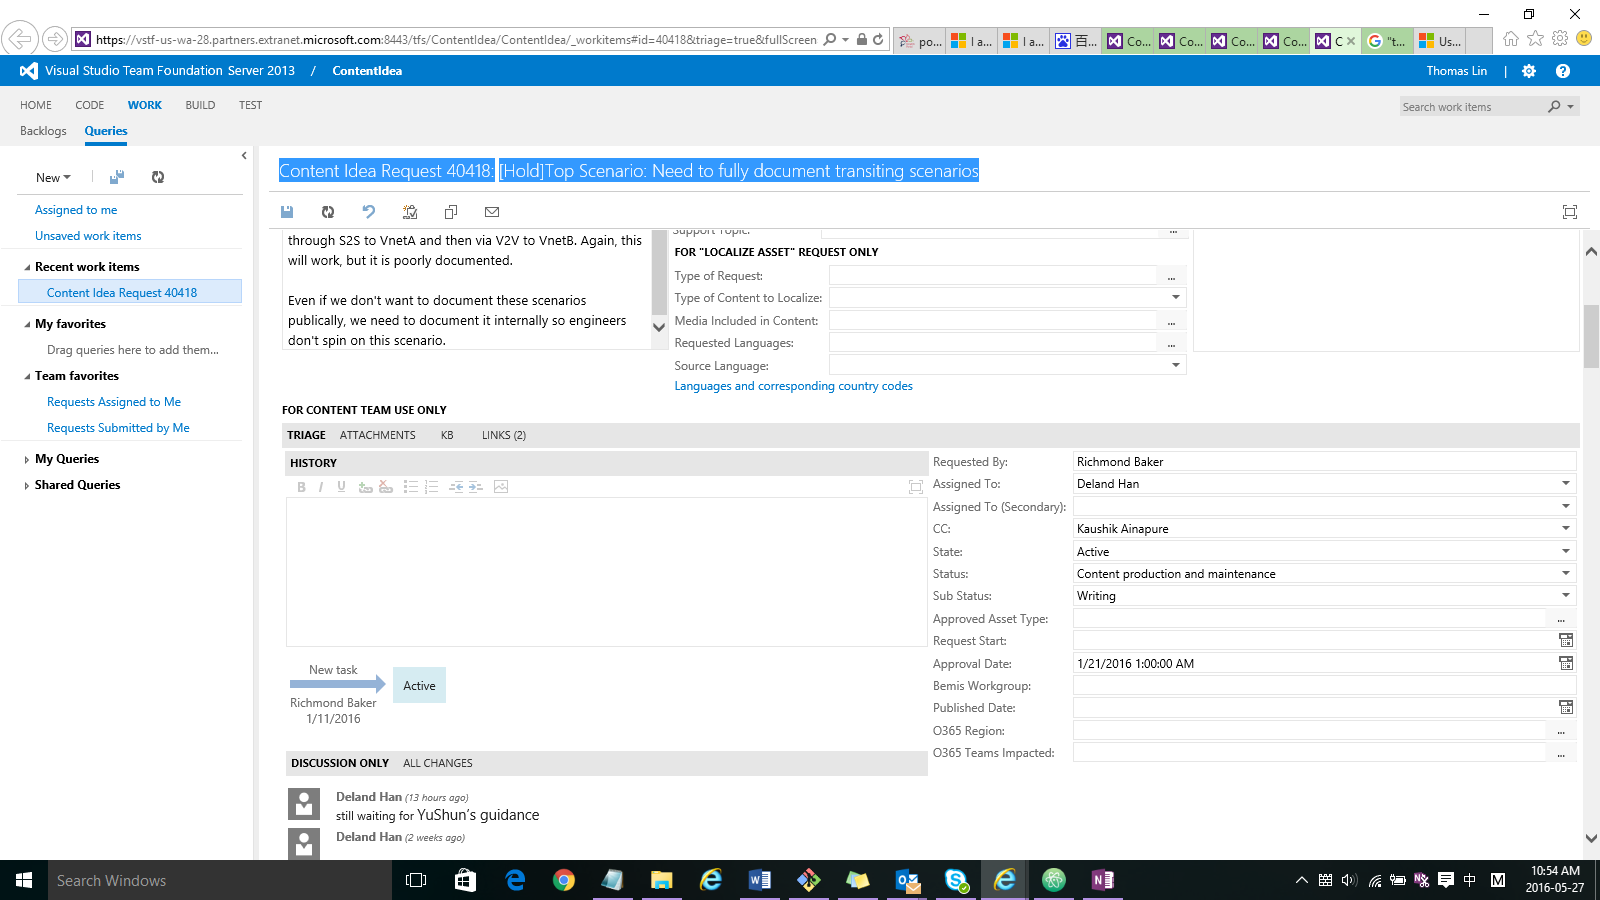 https://vstf-us-wa-28.partners.extranet.microsoft.com:8443/tfs/ContentIdea/ContentIdea/_workitems#id=40418&triage=true&fullScreen
po...
I a...
I a...
百...
Co...
Co...
Co...
Co...
C
"t...
Us...
Visual Studio Team Foundation Server 2013 / ContentIdea
Thomas Lin
HOME CODE WORK BUILD TEST
Search work items
Backlogs Queries
New
Assigned to me
Unsaved work items
Recent work items
Content Idea Request 40418
My favorites
Drag queries here to add them...
Team favorites
Requests Assigned to Me
Requests Submitted by Me
My Queries
Shared Queries
Content Idea Request 40418: [Hold]Top Scenario: Need to fully document transiting scenarios
through S2S to VnetA and then via V2V to VnetB. Again, this
will work, but it is poorly documented.
Even if we don't want to document these scenarios
publically, we need to document it internally so engineers
don't spin on this scenario.
Support Topic:
...
FOR "LOCALIZE ASSET" REQUEST ONLY
Type of Request:
...
Type of Content to Localize:
Media Included in Content:
...
Requested Languages:
...
Source Language:
Languages and corresponding country codes
FOR CONTENT TEAM USE ONLY
TRIAGE ATTACHMENTS KB LINKS (2)
HISTORY
B I U
New task
Richmond Baker
1/11/2016
Active
Requested By: Richmond Baker
Assigned To: Deland Han
Assigned To (Secondary):
CC: Kaushik Ainapure
State: Active
Status: Content production and maintenance
Sub Status: Writing
Approved Asset Type:
...
Request Start:
Approval Date: 1/21/2016 1:00:00 AM
Bemis Workgroup:
Published Date:
O365 Region:
...
O365 Teams Impacted:
...
DISCUSSION ONLY ALL CHANGES
Deland Han (13 hours ago)
still waiting for YuShun's guidance
Deland Han (2 weeks ago)
Search Windows
中
M
10:54 AM
2016-05-27